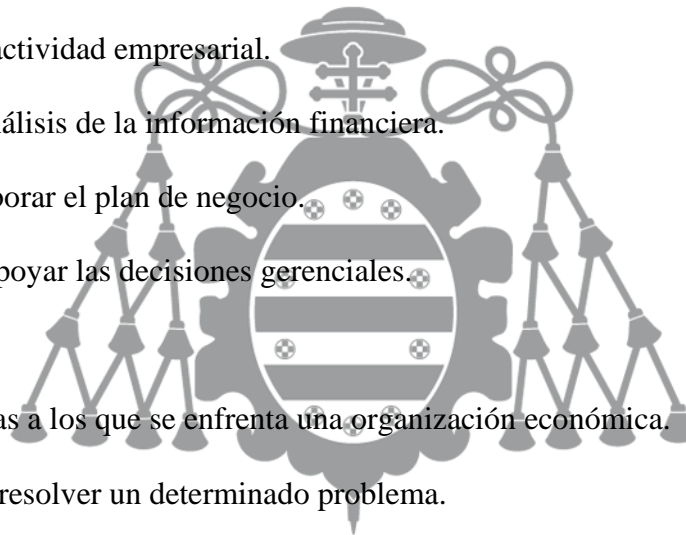 actividad empresarial.
álisis de la información financiera.
borar el plan de negocio.
poyar las decisiones gerenciales.
as a los que se enfrenta una organización económica.
resolver un determinado problema.